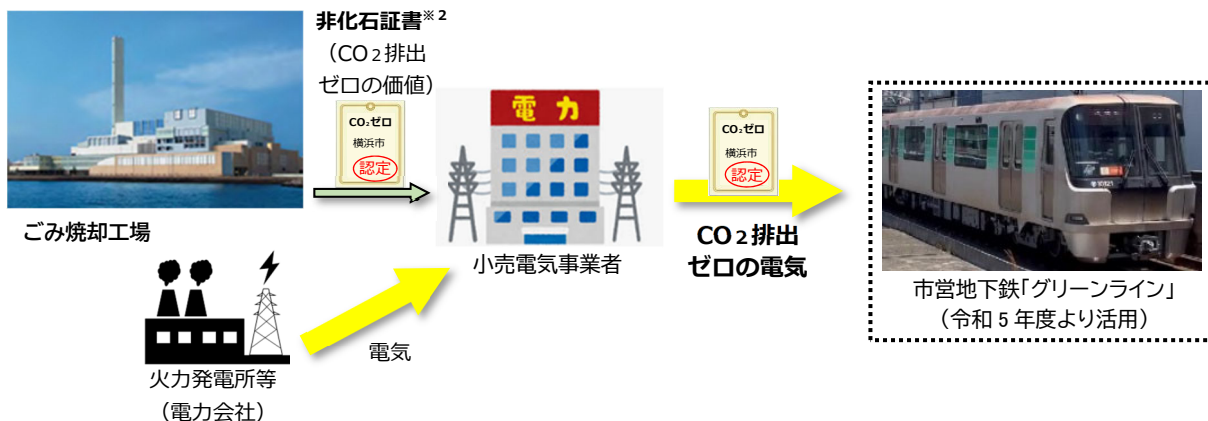 非化石証書※2
（CO2排出
ゼロの価値）
CO₂ゼロ
横浜市
認定
ごみ焼却工場
電力
小売電気事業者
CO₂ゼロ
横浜市
認定
CO2排出
ゼロの電気
市営地下鉄「グリーンライン」
（令和5年度より活用）
電気
火力発電所等
（電力会社）